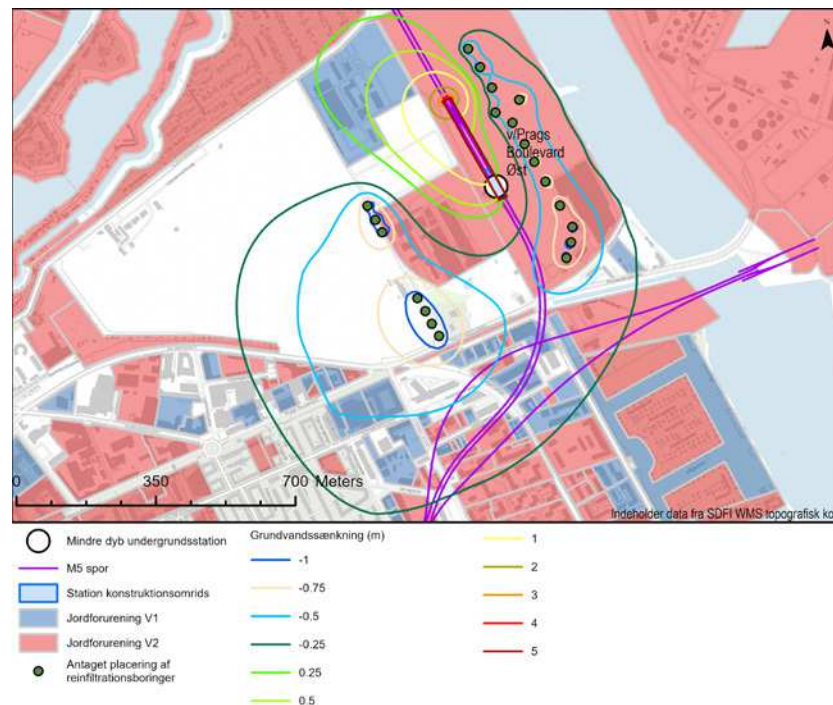 v/Prags
Boulevard
Øst
0 350 700 Meters
Indeholder data fra SDFI WMS topografisk ko
Mindre dyb undergrundsstation
M5 spor
Station konstruktionsomrids
Jordforurening V1
Jordforurening V2
Antaget placering af
reinfiltrationsboringer
Grundvandssænkning (m)
-1
-0.75
-0.5
-0.25
0.25
0.5
1
2
3
4
5